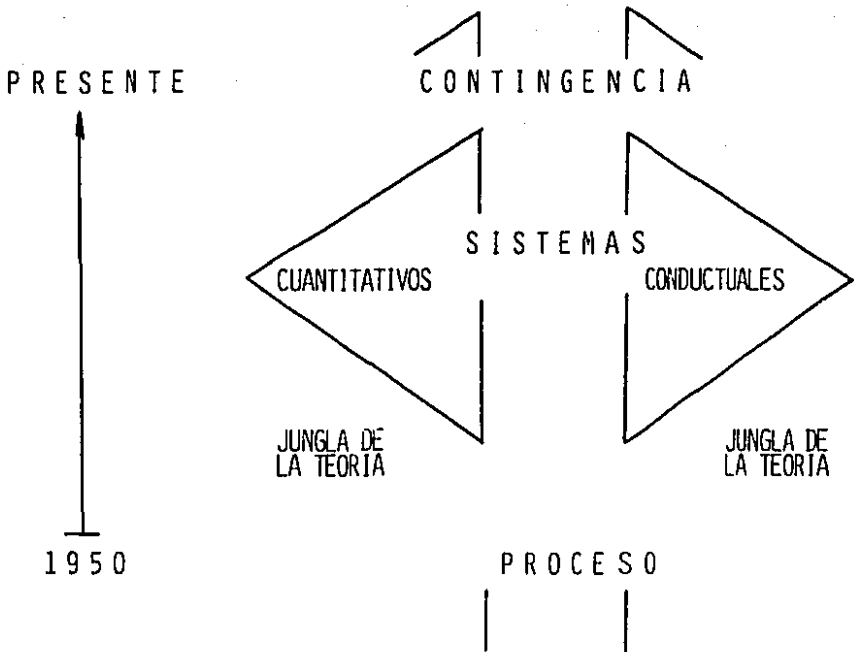 PRESENTE
CONTINGENCIA
SISTEMAS
CUANTITATIVOS
CONDUCTUALES
JUNGLA DE
LA TEORIA
JUNGLA DE
LA TEORIA
1950
PROCESO